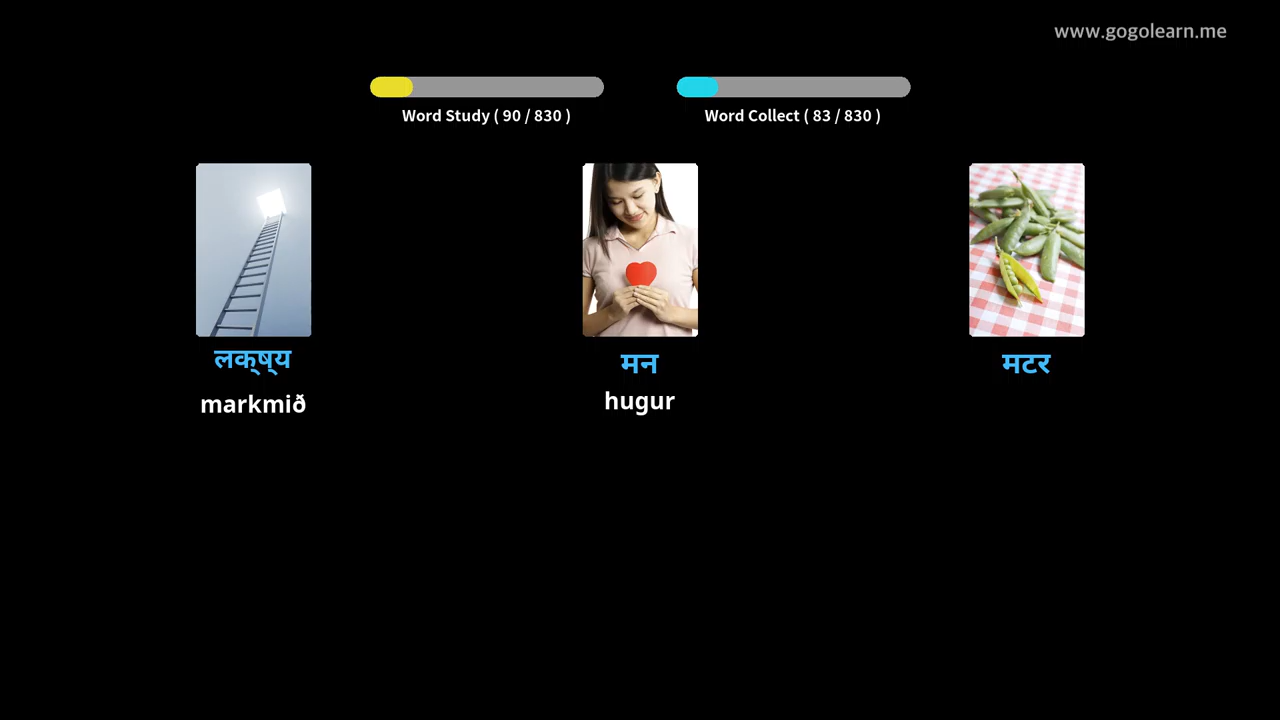 www.gogolearn.me
Word Study ( 90 / 830 )
Word Collect ( 83 / 830 )
लक्ष्य
मन
मटर
markmið
hugur